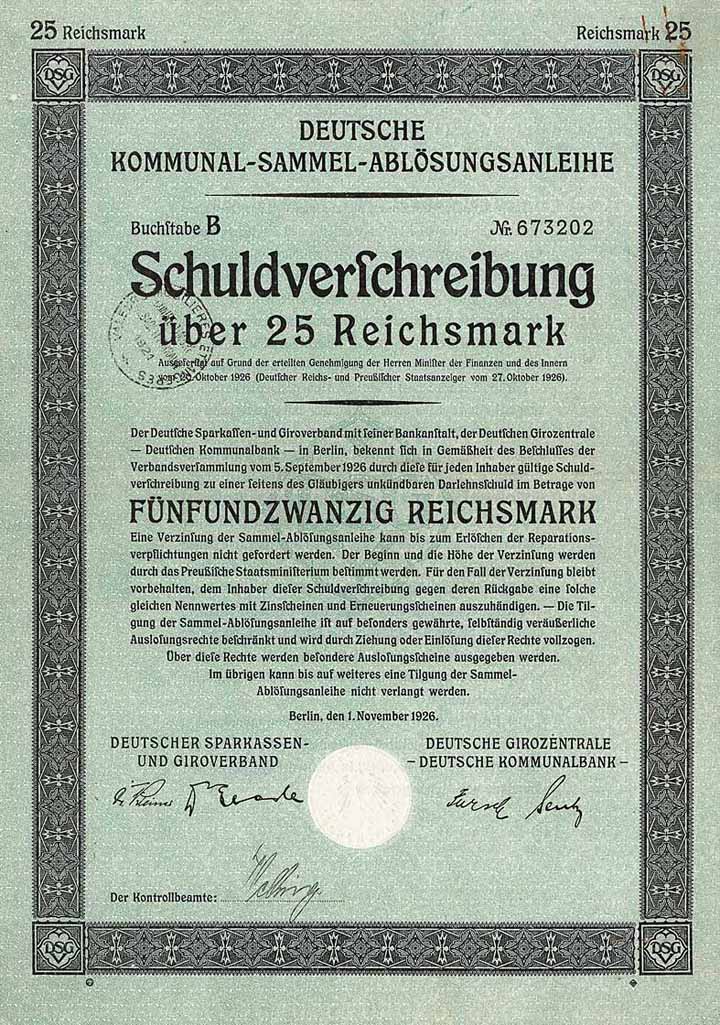 25 Reichsmark
Reichsmark 25
DSG
DSG
DEUTSCHE
KOMMUNAL-SAMMEL-ABLÖSUNGSANLEIHE
Buchſtabe B
Nr. 673202
Schuldverſchreibung
über 25 Reichsmark
Ausgefertigt auf Grund der erteilten Genehmigung der Herren Miniſter der Finanzen und des Innern
vom 20. Oktober 1926 (Deutſcher Reichs- und Preußiſcher Staatsanzeiger vom 27. Oktober 1926).
Der Deutſche Sparkaſſen- und Giroverband mit ſeiner Bankanſtalt, der Deutſchen Girozentrale
— Deutſchen Kommunalbank — in Berlin, bekennt ſich in Gemäßheit des Beſchluſſes der
Verbandsverſammlung vom 5. September 1926 durch dieſe für jeden Inhaber gültige Schuld-
verſchreibung zu einer ſeitens des Gläubigers unkündbaren Darlehnsſchuld im Betrage von
FÜNFUNDZWANZIG REICHSMARK
Eine Verzinſung der Sammel-Ablöſungsanleihe kann bis zum Erlöſchen der Reparations-
verpflichtungen nicht gefordert werden. Der Beginn und die Höhe der Verzinſung werden
durch das Preußiſche Staatsminiſterium beſtimmt werden. Für den Fall der Verzinſung bleibt
vorbehalten, dem Inhaber dieſer Schuldverſchreibung gegen deren Rückgabe eine ſolche
gleichen Nennwertes mit Zinsſcheinen und Erneuerungsſcheinen auszuhändigen. — Die Til-
gung der Sammel-Ablöſungsanleihe iſt auf beſonders gewährte, ſelbſtändig veräußerliche
Ausloſungsrechte beſchränkt und wird durch Ziehung oder Einlöſung dieſer Rechte vollzogen.
Über dieſe Rechte werden beſondere Ausloſungſcheine ausgegeben werden.
Im übrigen kann bis auf weiteres eine Tilgung der Sammel-
Ablöſungsanleihe nicht verlangt werden.
Berlin, den 1. November 1926.
DEUTSCHER SPARKASSEN-
UND GIROVERBAND
DEUTSCHE GIROZENTRALE
– DEUTSCHE KOMMUNALBANK –
Der Kontrollbeamte:
DSG
DSG